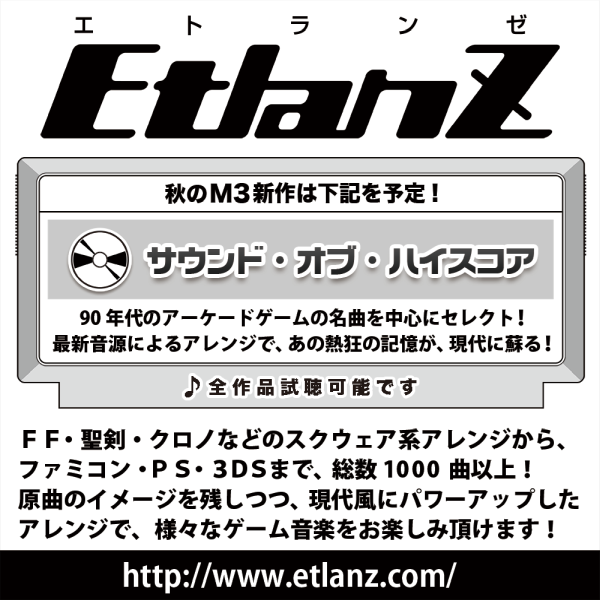 エトランゼ
EtlanZ
秋のM3新作は下記を予定！
サウンド・オブ・ハイスコア
90年代のアーケードゲームの名曲を中心にセレクト！
最新音源によるアレンジで、あの熱狂の記憶が、現代に蘇る！
♪全作品試聴可能です
ＦＦ・聖剣・クロノなどのスクウェア系アレンジから、
ファミコン・ＰＳ・３ＤＳまで、総数1000 曲以上！
原曲のイメージを残しつつ、現代風にパワーアップした
アレンジで、様々なゲーム音楽をお楽しみ頂けます！
http://www.etlanz.com/